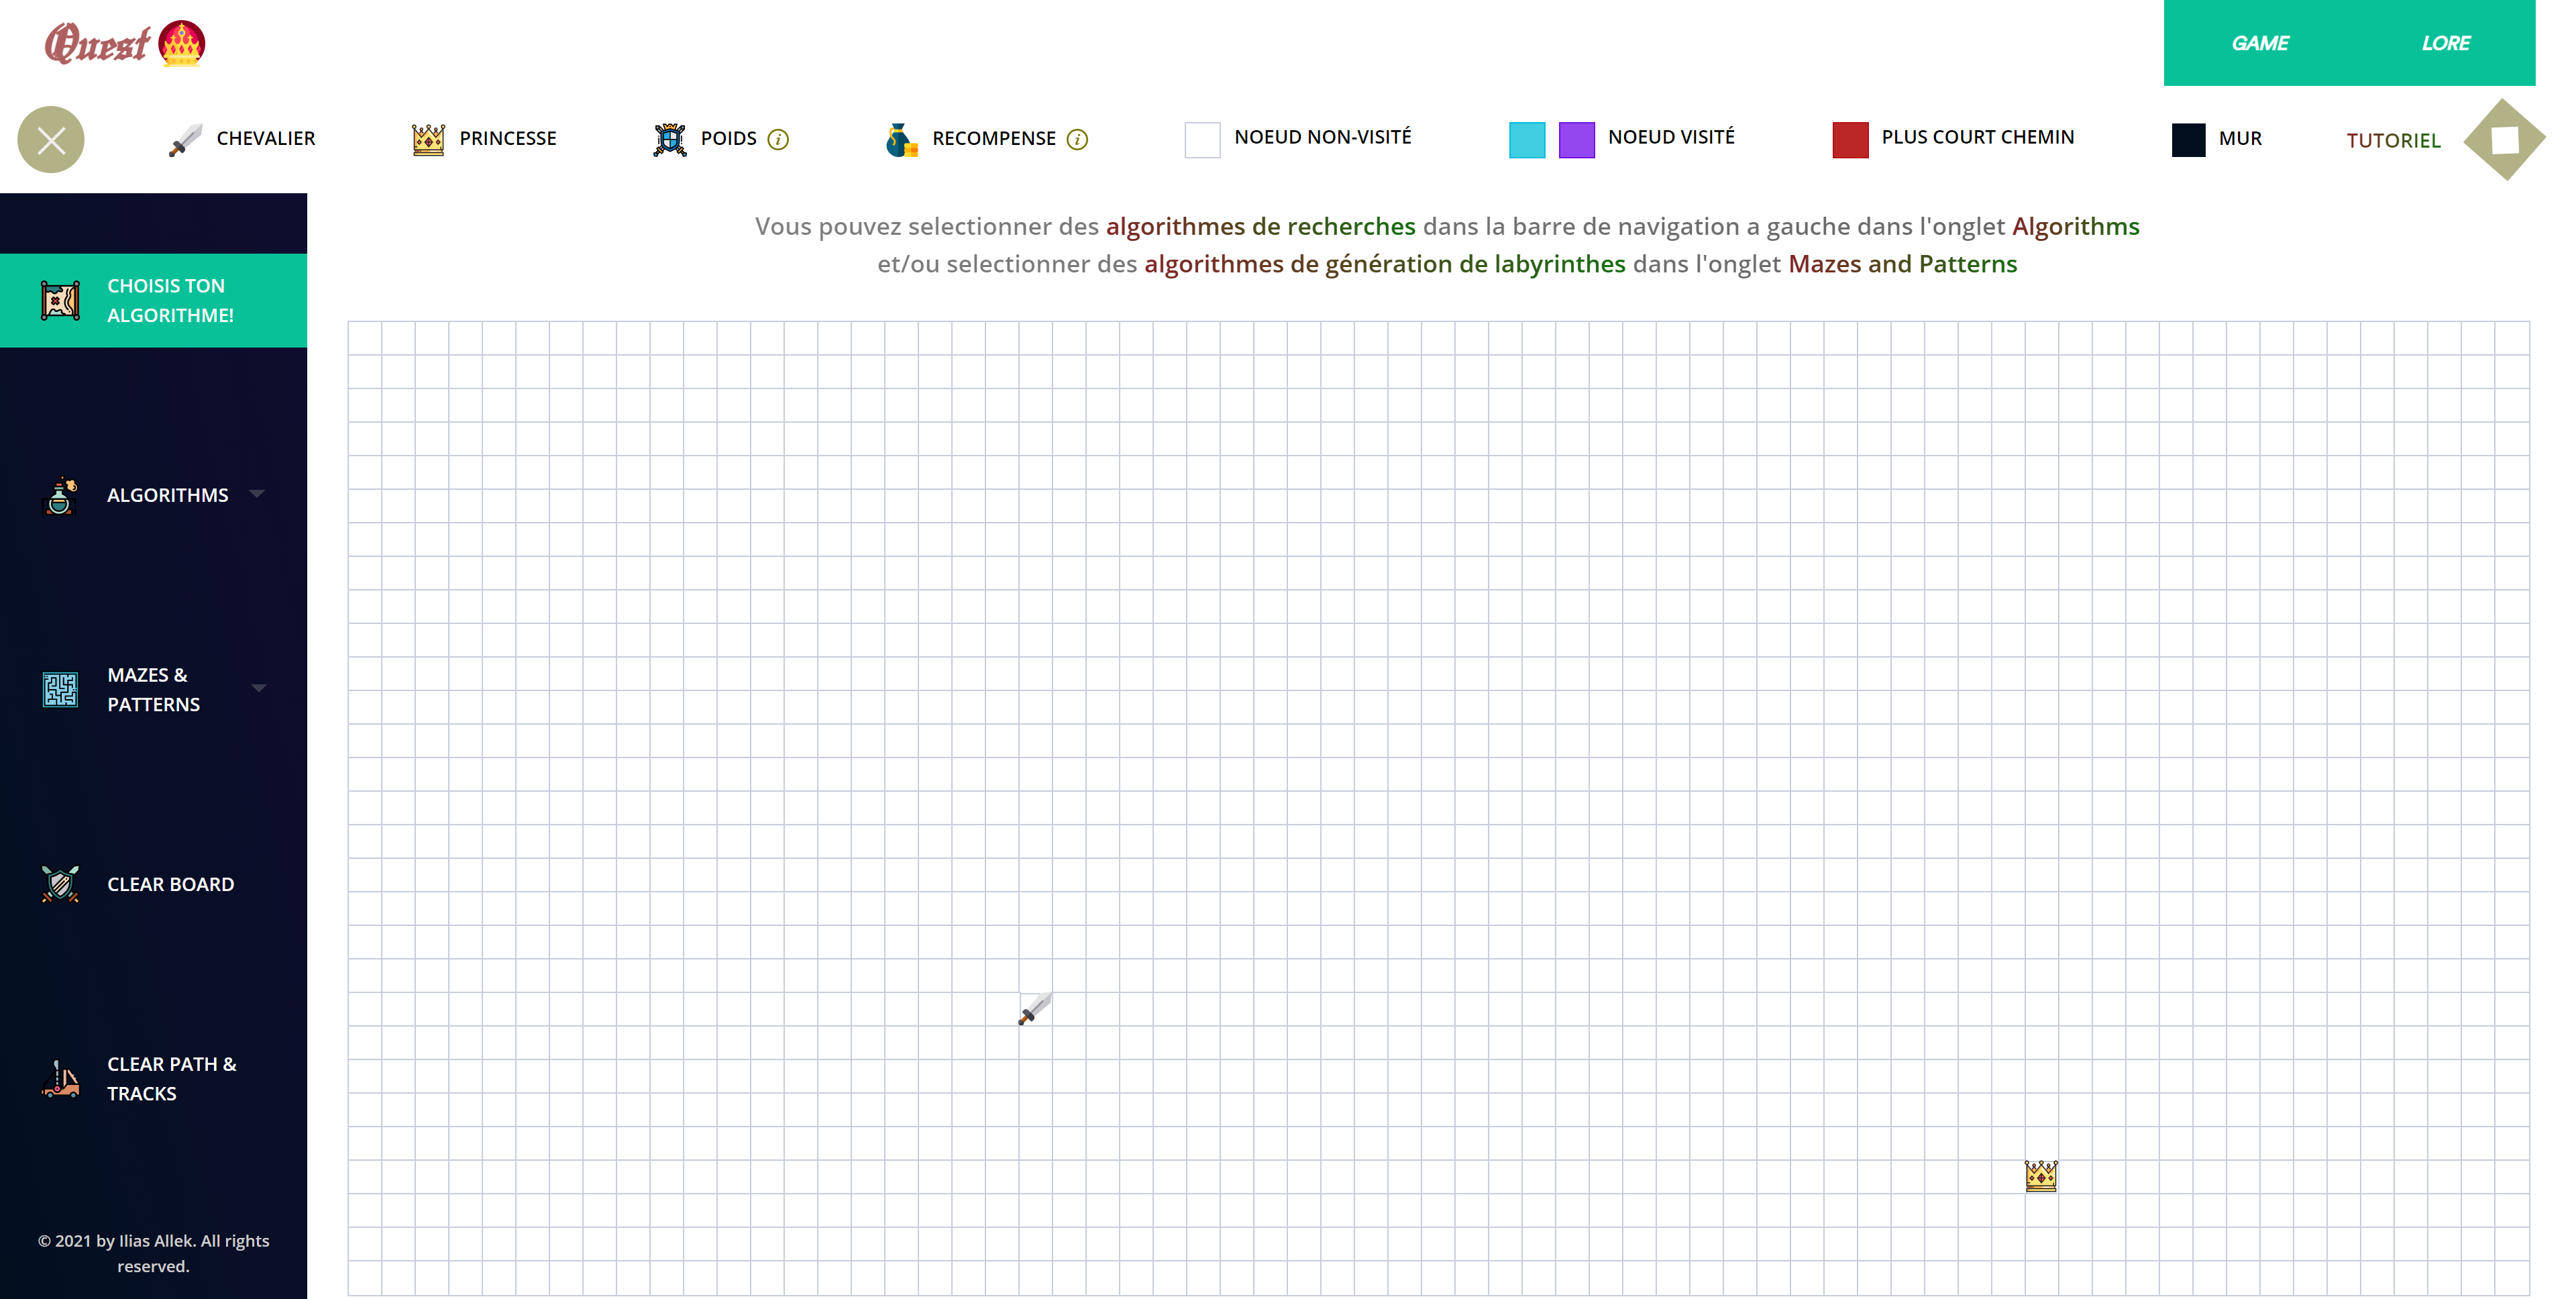 Quest
GAME
LORE
CHEVALIER
PRINCESSE
POIDS
i
RECOMPENSE
i
NOEUD NON-VISITÉ
NOEUD VISITÉ
PLUS COURT CHEMIN
MUR
TUTORIEL
Vous pouvez selectionner des algorithmes de recherches dans la barre de navigation a gauche dans l'onglet Algorithms
et/ou selectionner des algorithmes de génération de labyrinthes dans l'onglet Mazes and Patterns
CHOISIS TON
ALGORITHME!
ALGORITHMS
MAZES &
PATTERNS
CLEAR BOARD
CLEAR PATH &
TRACKS
© 2021 by Ilias Allek. All rights
reserved.